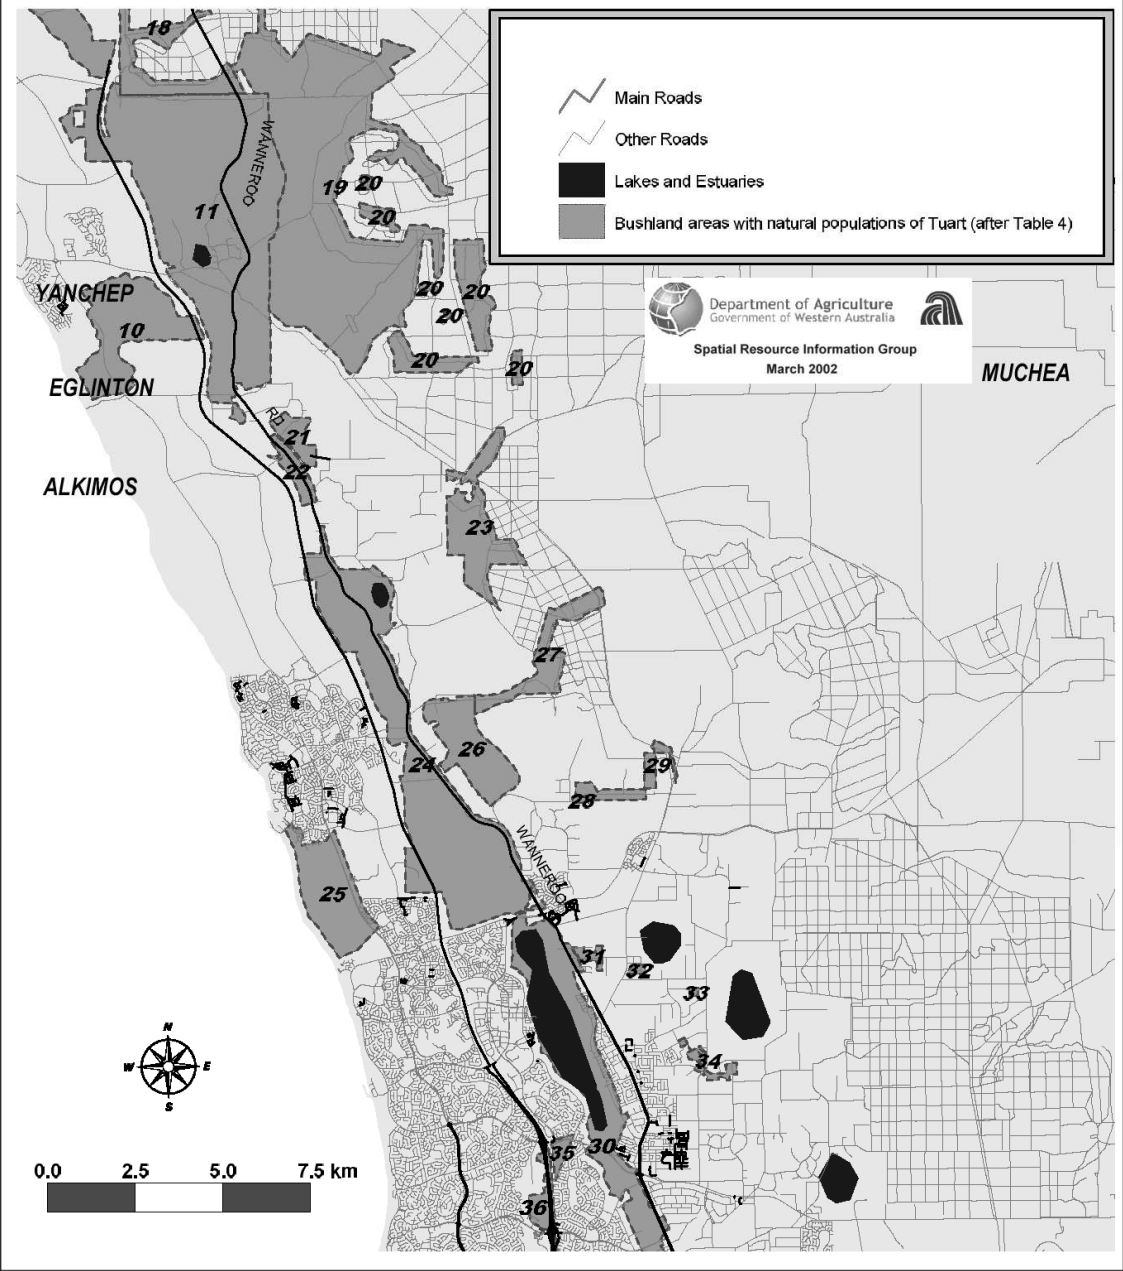 18
Main Roads
Other Roads
Lakes and Estuaries
Bushland areas with natural populations of Tuart (after Table 4)
WANNEROO
19
20
11
20
YANCHEP
20
20
20
10
Department of Agriculture
Government of Western Australia
Spatial Resource Information Group
March 2002
20
20
MUCHEA
EGLINTON
RD
21
22
ALKIMOS
23
27
26
24
29
28
WANNEROO
25
31
32
33
N
W
E
S
34
30
35
0.0
2.5
5.0
7.5 km
36